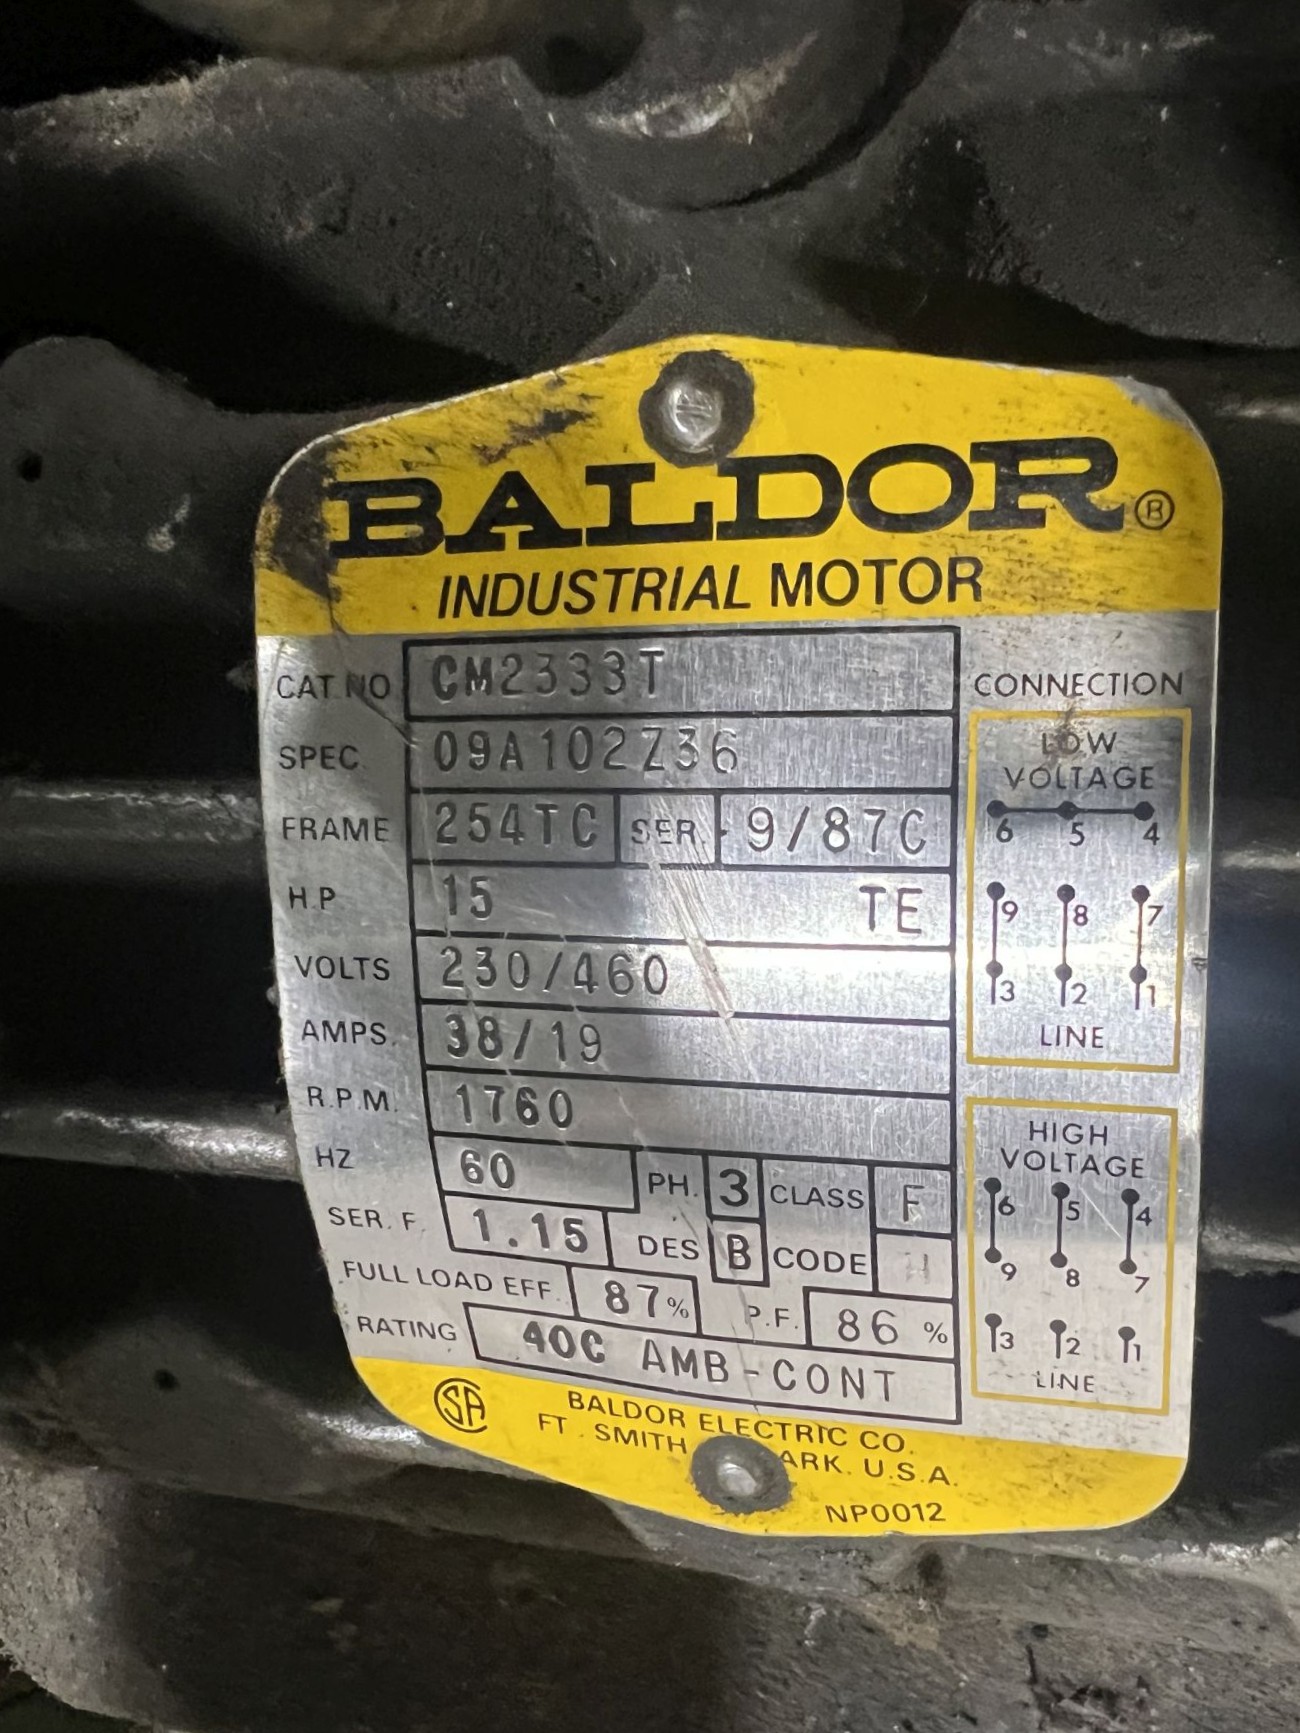 BALDOR®
INDUSTRIAL MOTOR
CAT NO CM2333T
SPEC. 09A102Z36
FRAME 254TC SER. 9/87C
H.P 15 TE
VOLTS 230/460
AMPS. 38/19
R.P.M. 1760
HZ 60 PH. 3 CLASS F
SER. F. 1.15 DES B CODE H
FULL LOAD EFF. 87% P.F. 86 %
RATING 40C AMB-CONT
CONNECTION
LOW
VOLTAGE
6 5 4
9 8 7
3 2 1
LINE
HIGH
VOLTAGE
6 5 4
9 8 7
3 2 1
LINE
SA
BALDOR ELECTRIC CO.
FT. SMITH ARK. U.S.A.
NP0012